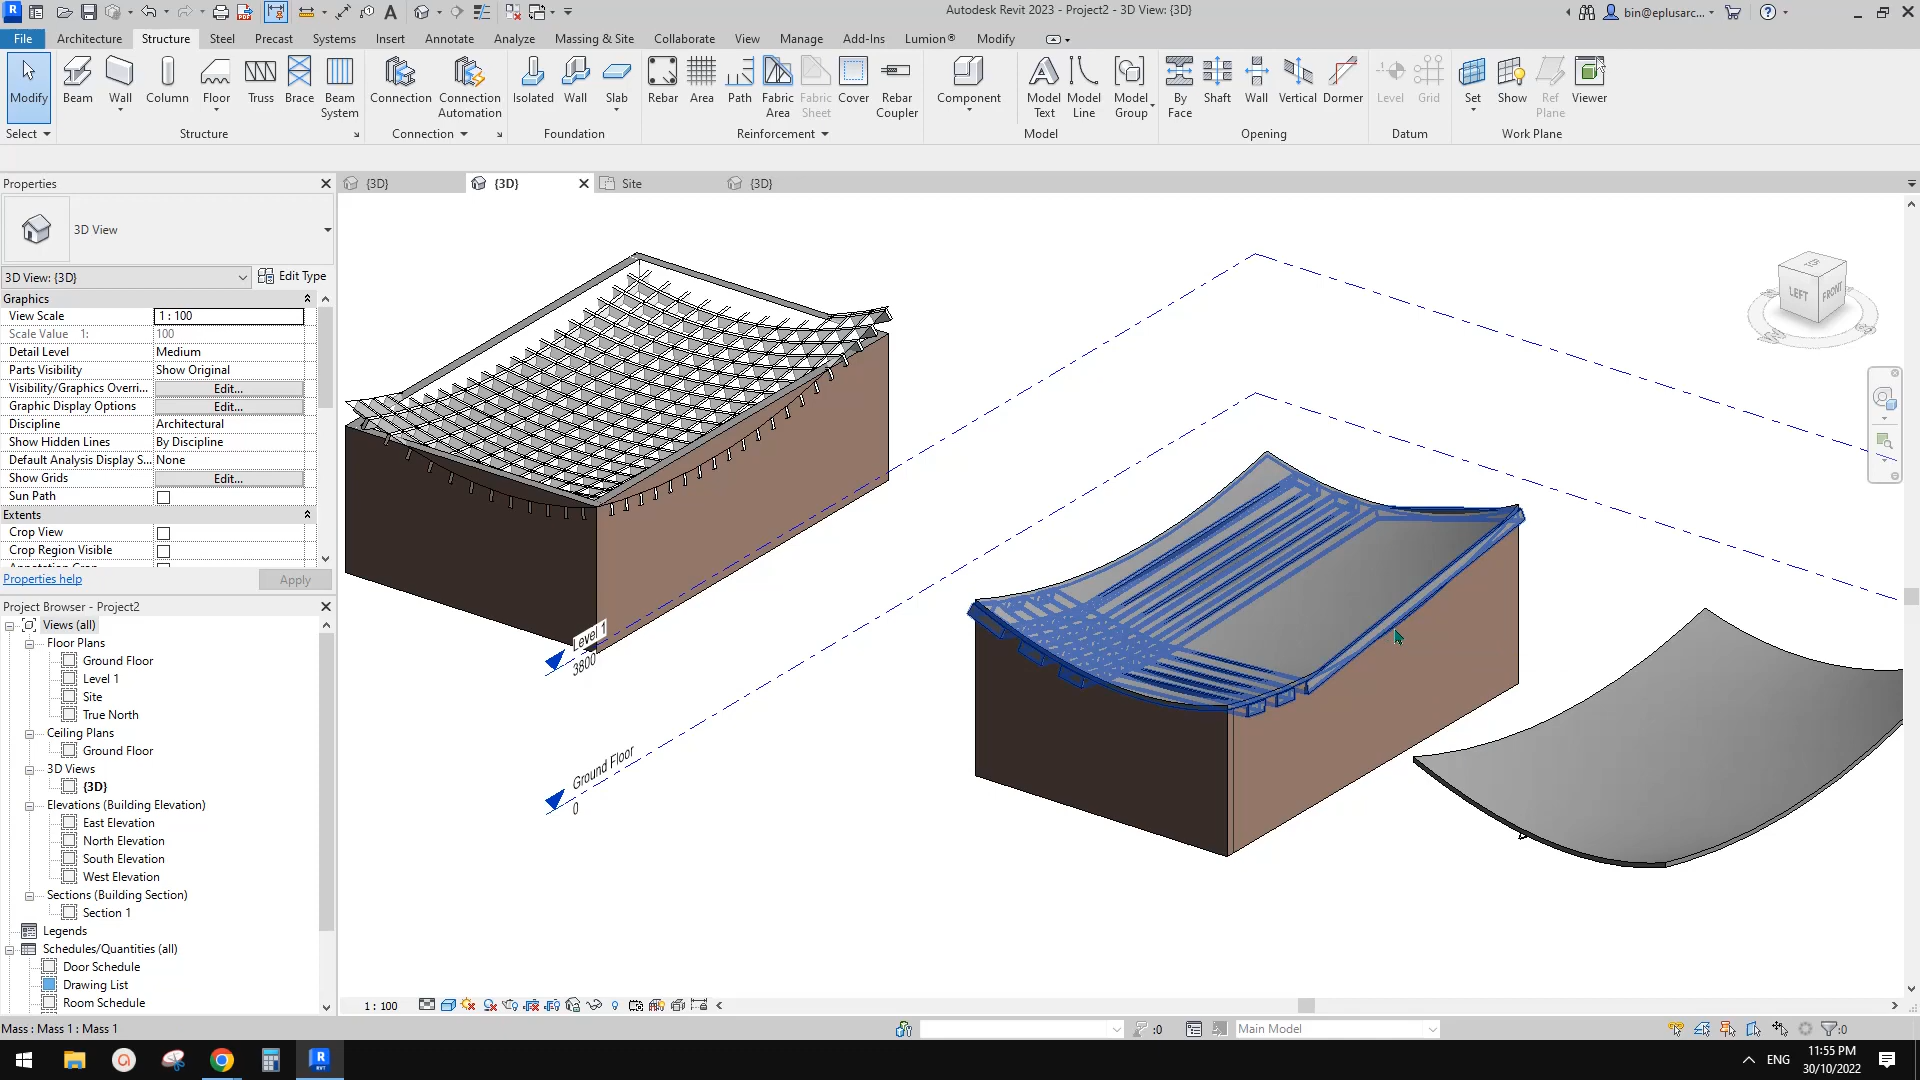 Autodesk Revit 2023 - Project2 - 3D View: {3D}
bin@eplusarc...
File
Architecture
Structure
Steel
Precast
Systems
Insert
Annotate
Analyze
Massing & Site
Collaborate
View
Manage
Add-Ins
Lumion®
Modify
Modify
Beam
Wall
Column
Floor
Truss
Brace
Beam
System
Connection
Connection
Automation
Isolated
Wall
Slab
Rebar
Area
Path
Fabric
Area
Fabric
Sheet
Cover
Rebar
Coupler
Component
Model
Text
Model
Line
Model
Group
By
Face
Shaft
Wall
Vertical
Dormer
Level
Grid
Set
Show
Ref
Plane
Viewer
Select
Structure
Connection
Foundation
Reinforcement
Model
Opening
Datum
Work Plane
Properties
{3D}
{3D}
Site
{3D}
3D View
3D View: {3D}
Edit Type
Graphics
View Scale
1 : 100
Scale Value 1:
100
Detail Level
Medium
Parts Visibility
Show Original
Visibility/Graphics Overri...
Edit...
Graphic Display Options
Edit...
Discipline
Architectural
Show Hidden Lines
By Discipline
Default Analysis Display S...
None
Show Grids
Edit...
Sun Path
Extents
Crop View
Crop Region Visible
Properties help
Apply
Project Browser - Project2
Views (all)
Floor Plans
Ground Floor
Level 1
Site
True North
Ceiling Plans
Ground Floor
3D Views
{3D}
Elevations (Building Elevation)
East Elevation
North Elevation
South Elevation
West Elevation
Sections (Building Section)
Section 1
Legends
Schedules/Quantities (all)
Door Schedule
Drawing List
Room Schedule
Level 1
3800
Ground Floor
0
TOP
LEFT
FRONT
1 : 100
Mass : Mass 1 : Mass 1
:0
Main Model
:0
ENG
11:55 PM
30/10/2022